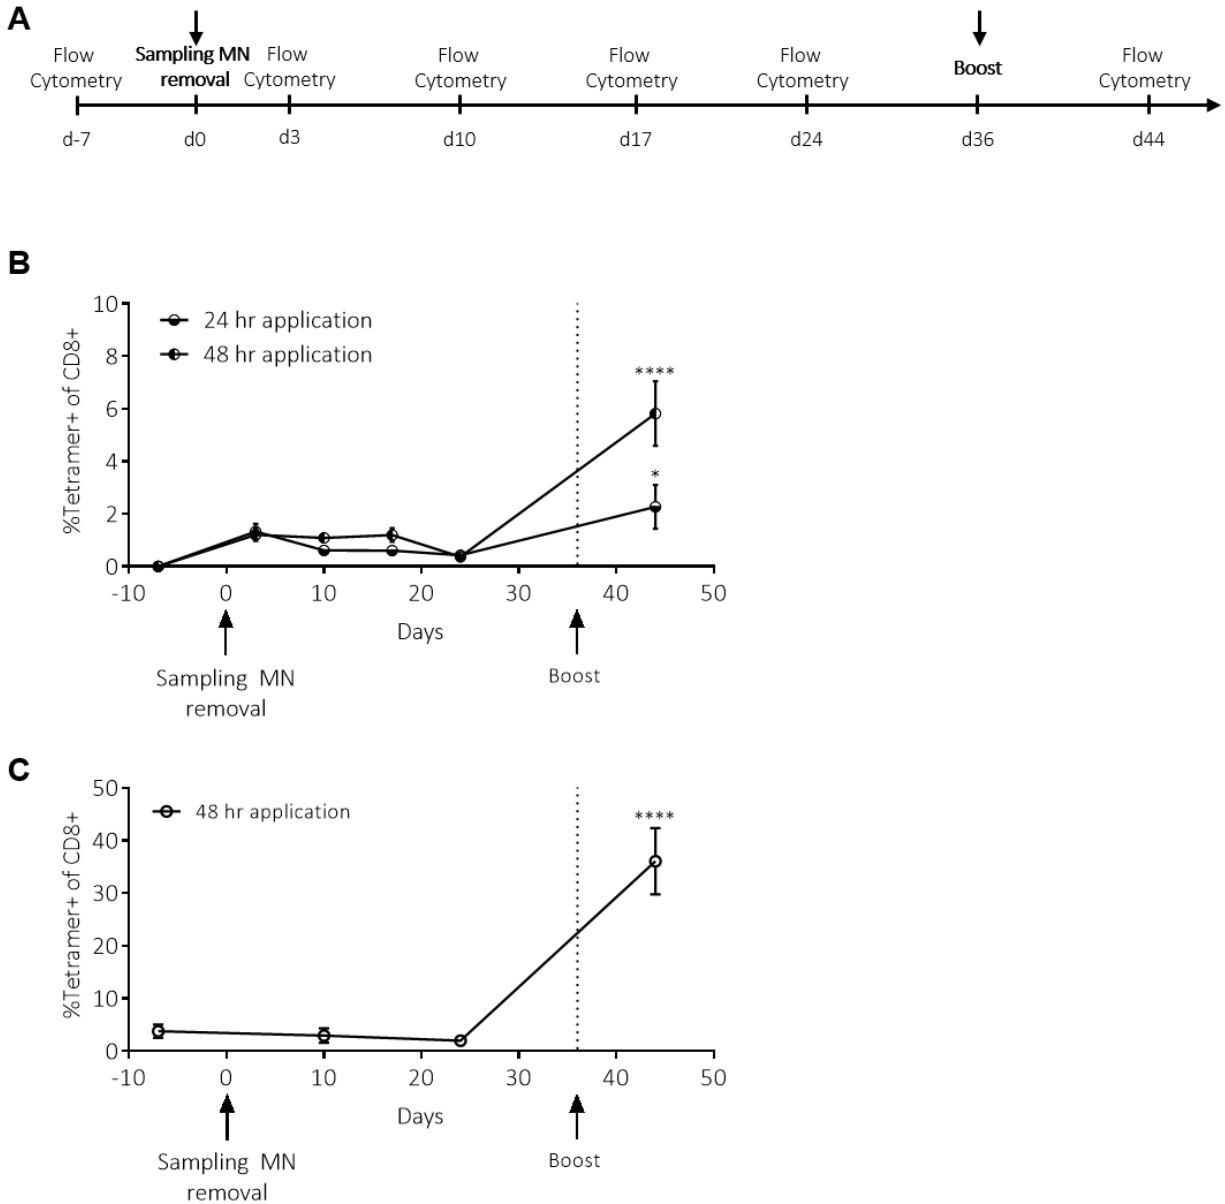 A
Flow Cytometry
Sampling MN removal
Flow Cytometry
Flow Cytometry
Flow Cytometry
Flow Cytometry
Boost
Flow Cytometry
d-7 d0 d3 d10 d17 d24 d36 d44
B
%Tetramer+ of CD8+
10
8
6
4
2
0
24 hr application
48 hr application
****
*
-10 0 10 20 30 40 50
Days
Sampling MN
removal
Boost
C
%Tetramer+ of CD8+
50
40
30
20
10
0
48 hr application
****
-10 0 10 20 30 40 50
Days
Sampling MN
removal
Boost